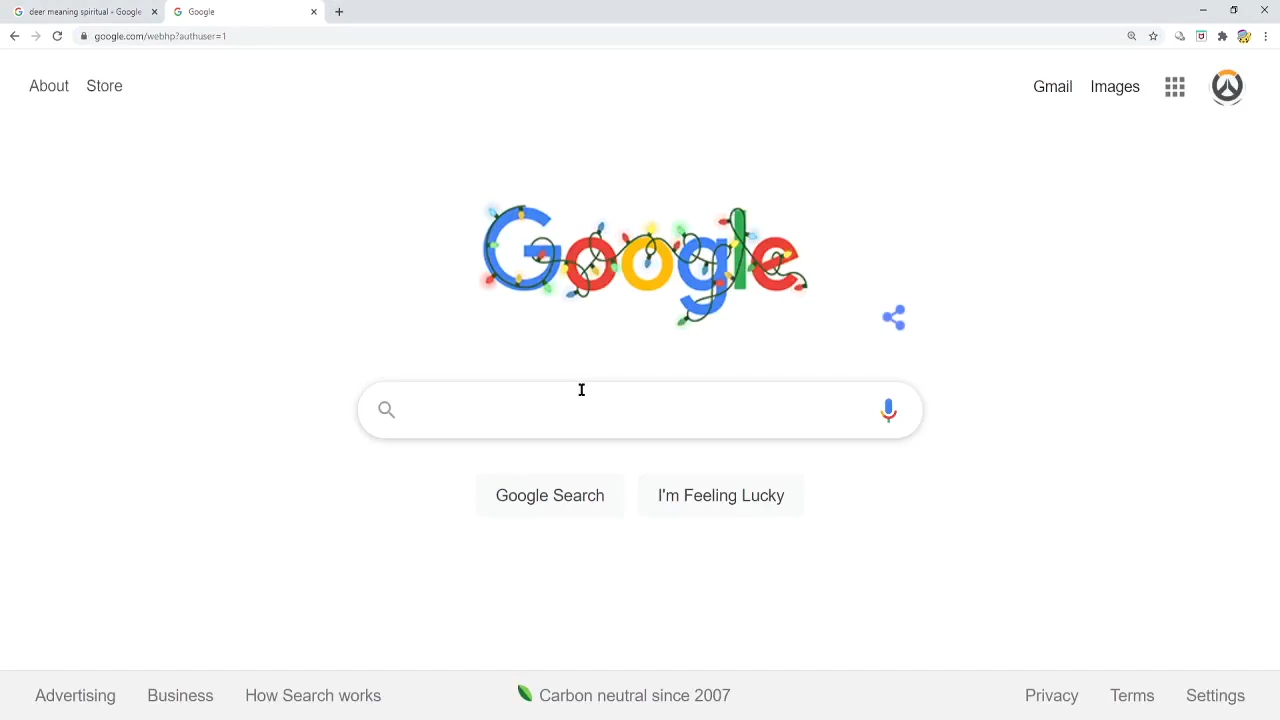 deer meaning spiritual - Google
Google
google.com/webhp?authuser=1
About Store
Gmail Images
Google
Google Search I'm Feeling Lucky
Advertising Business How Search works
Carbon neutral since 2007
Privacy Terms Settings